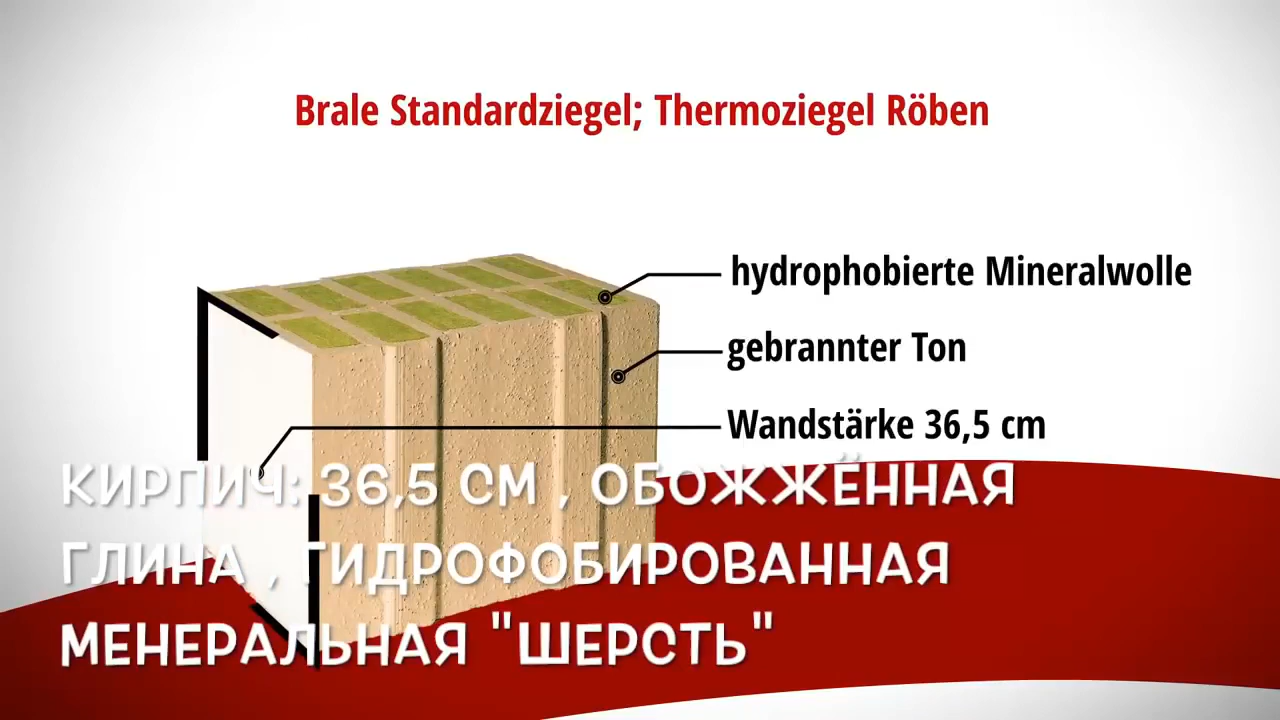 Brale Standardziegel; Thermoziegel Röben
hydrophobierte Mineralwolle
gebrannter Ton
Wandstärke 36,5 cm
КИРПИЧ: 36,5 СМ , ОБОЖЖЁННАЯ
ГЛИНА , ГИДРОФОБИРОВАННАЯ
МЕНЕРАЛЬНАЯ "ШЕРСТЬ"